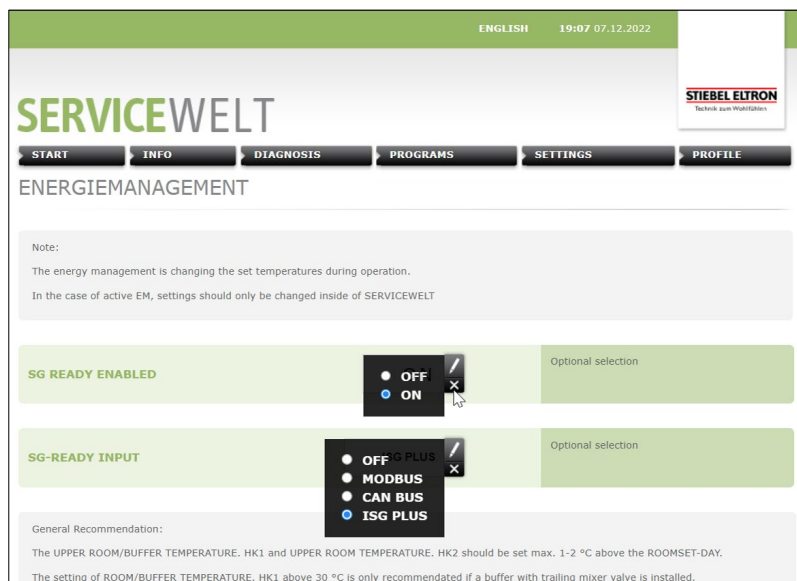 ENGLISH 19:07 07.12.2022
STIEBEL ELTRON
Technik zum Wohlfühlen
SERVICEWELT
START INFO DIAGNOSIS PROGRAMS SETTINGS PROFILE
ENERGIEMANAGEMENT
Note:
The energy management is changing the set temperatures during operation.
In the case of active EM, settings should only be changed inside of SERVICEWELT
SG READY ENABLED
OFF
ON
Optional selection
SG-READY INPUT
OFF
MODBUS
CAN BUS
ISG PLUS
ISG PLUS
Optional selection
General Recommendation:
The UPPER ROOM/BUFFER TEMPERATURE. HK1 and UPPER ROOM TEMPERATURE. HK2 should be set max. 1-2 °C above the ROOMSET-DAY.
The setting of ROOM/BUFFER TEMPERATURE. HK1 above 30 °C is only recommendated if a buffer with trailing mixer valve is installed.